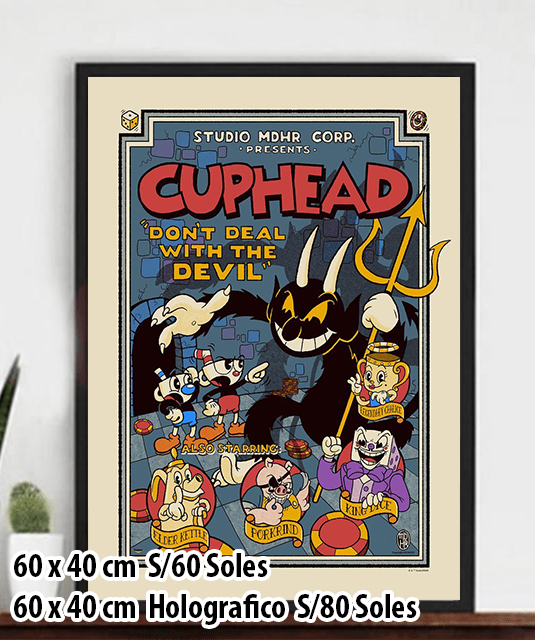 STUDIO MDHR CORP.
· PRESENTS ·
CUPHEAD
"DON'T DEAL
WITH THE
DEVIL"
LEGENDARY CHALICE
ALSO STARRING
ELDER KETTLE
PORKRIND
KING DICE
60 x 40 cm S/60 Soles
60 x 40 cm Holografico S/80 Soles